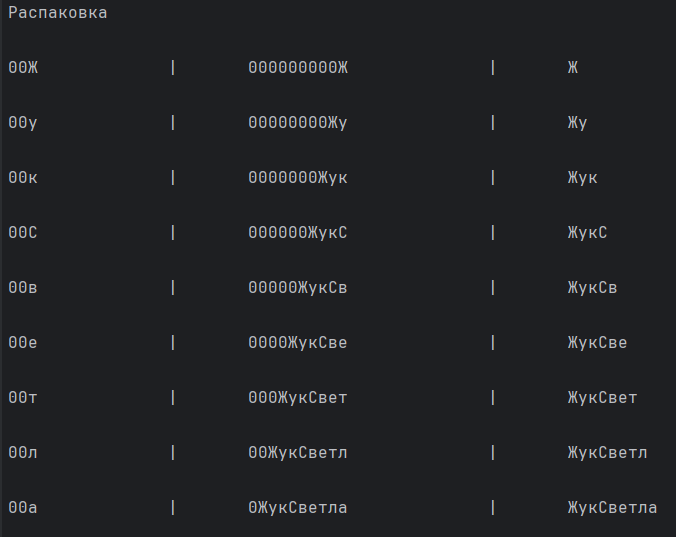 Распаковка
00Ж | 000000000Ж | Ж
00у | 00000000Жу | Жу
00к | 0000000Жук | Жук
00С | 000000ЖукС | ЖукС
00в | 00000ЖукСв | ЖукСв
00е | 0000ЖукСве | ЖукСве
00т | 000ЖукСвет | ЖукСвет
00л | 00ЖукСветл | ЖукСветл
00а | 0ЖукСветла | ЖукСветла